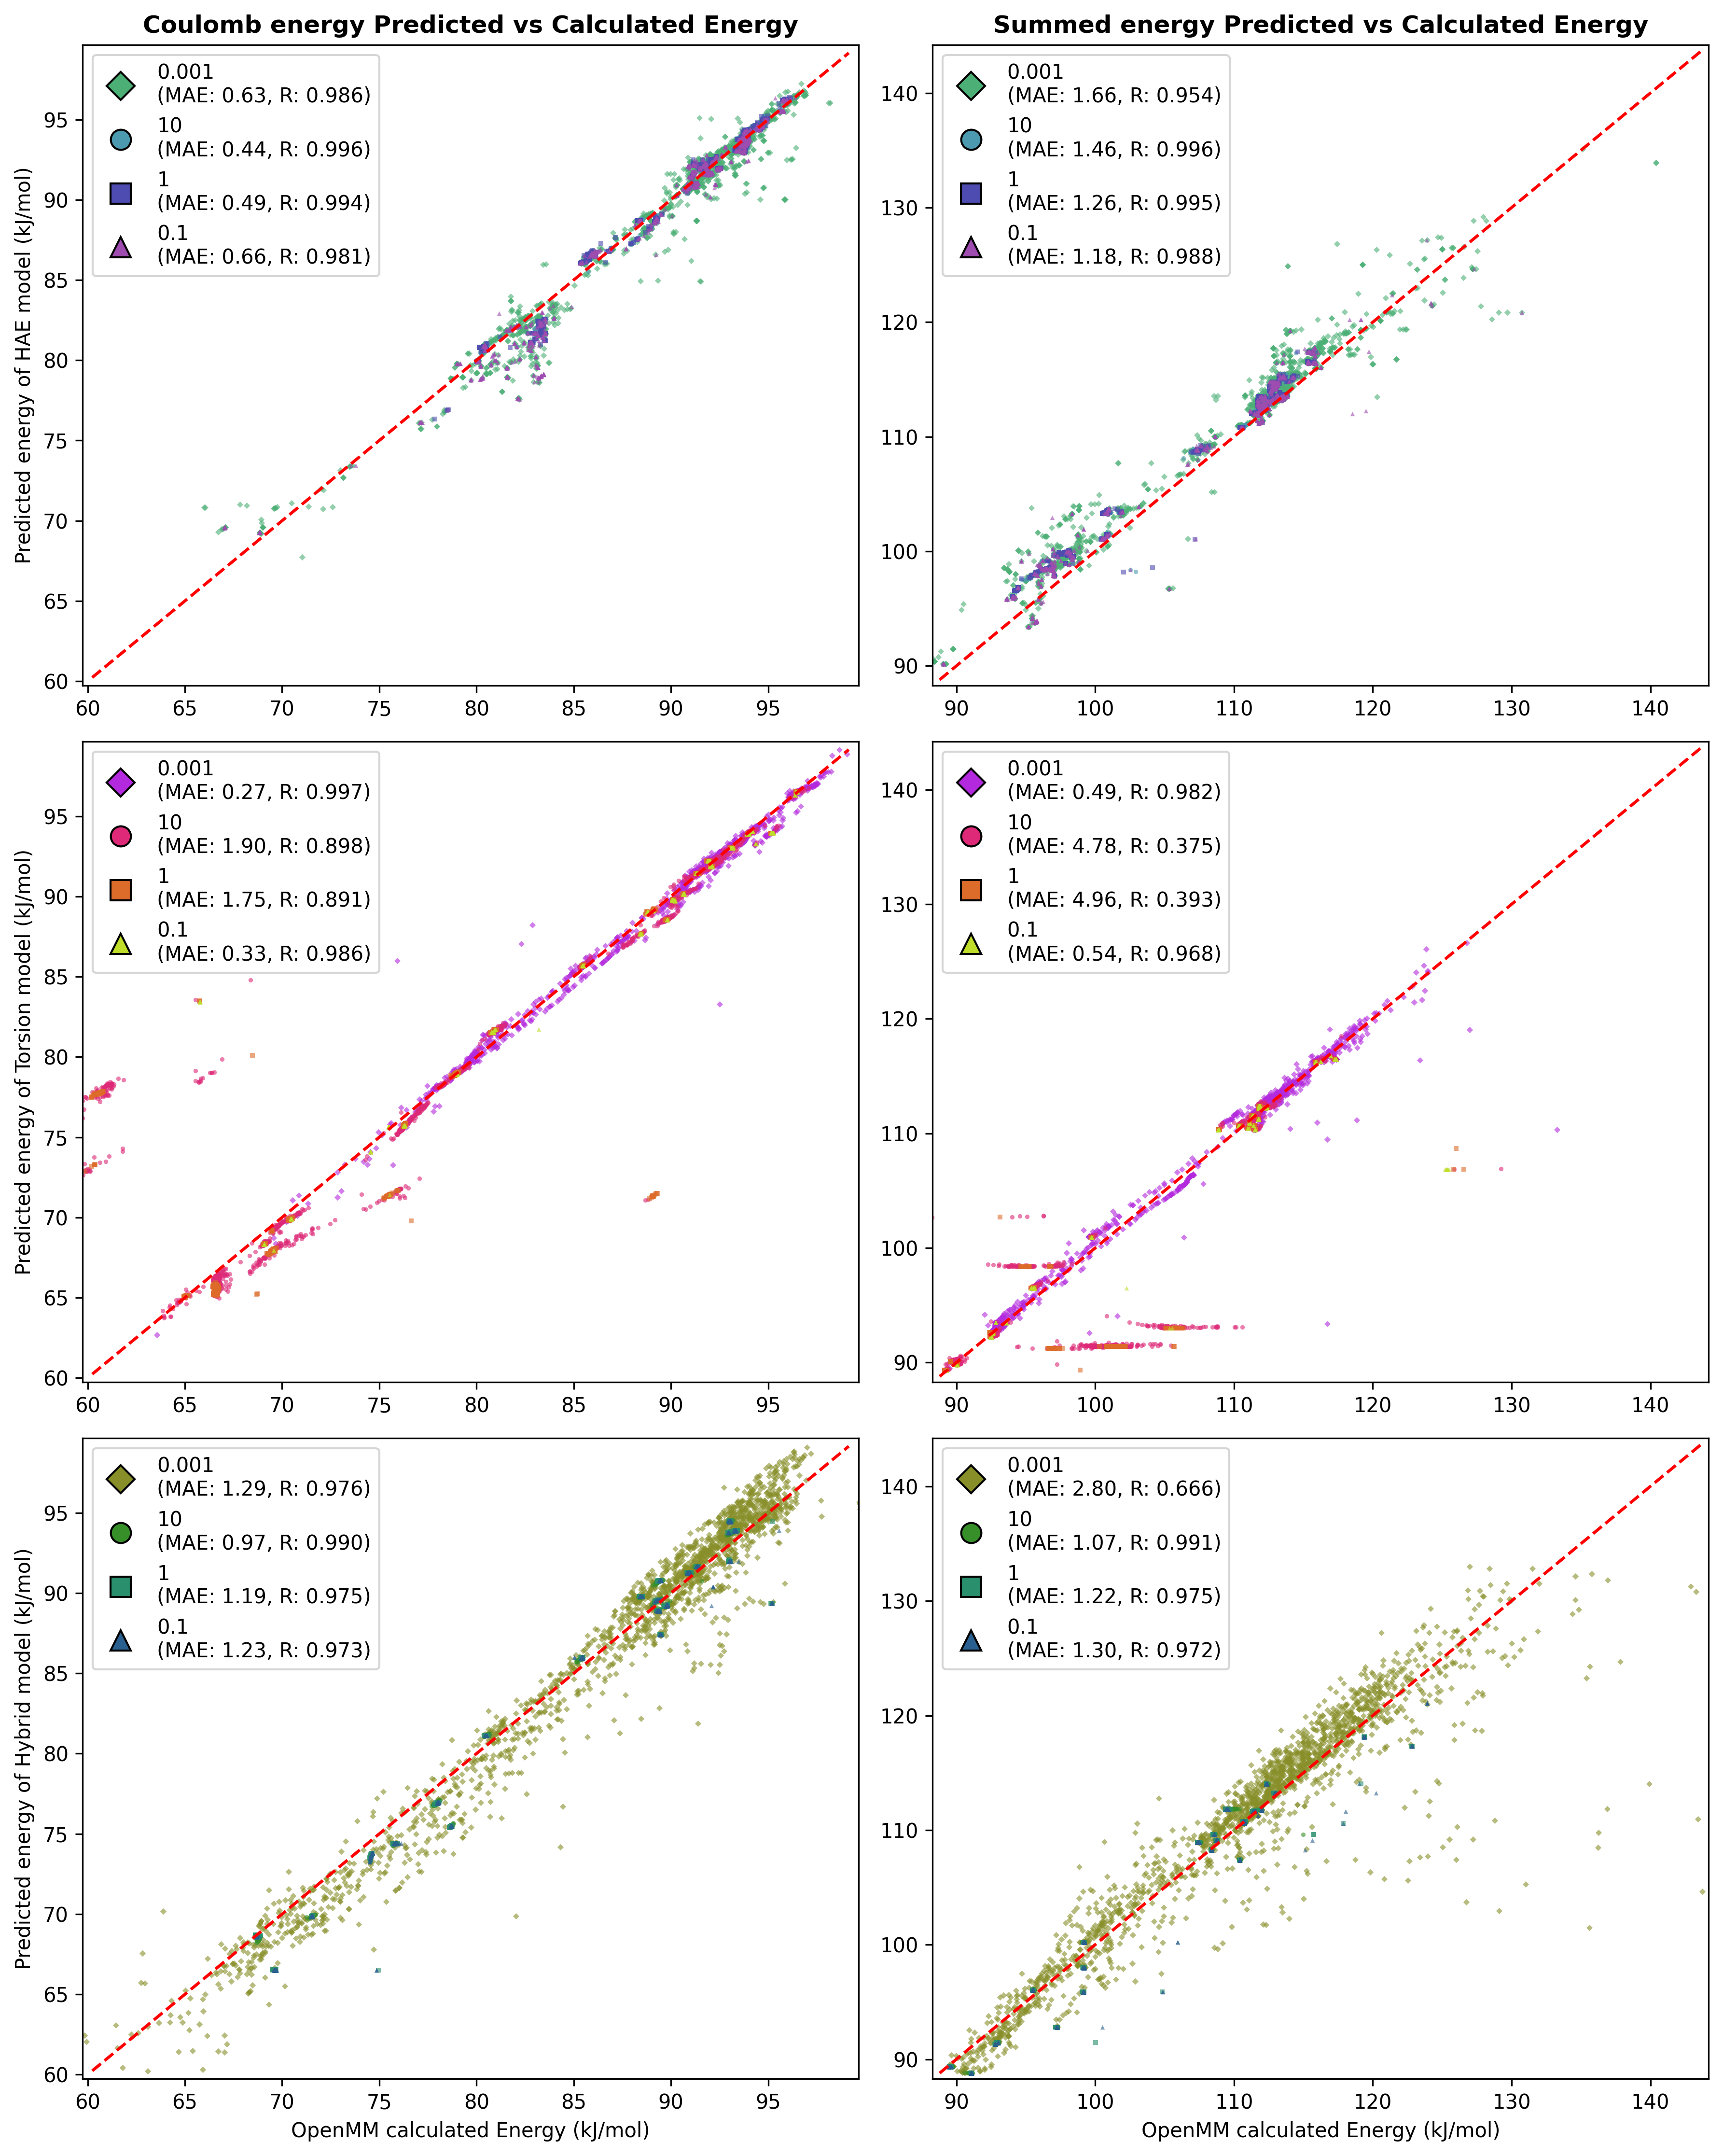 Coulomb energy Predicted vs Calculated Energy
Predicted energy of HAE model (kJ/mol)
0.001
(MAE: 0.63, R: 0.986)
10
(MAE: 0.44, R: 0.996)
1
(MAE: 0.49, R: 0.994)
0.1
(MAE: 0.66, R: 0.981)
95
90
85
80
75
70
65
60
60 65 70 75 80 85 90 95
Summed energy Predicted vs Calculated Energy
0.001
(MAE: 1.66, R: 0.954)
10
(MAE: 1.46, R: 0.996)
1
(MAE: 1.26, R: 0.995)
0.1
(MAE: 1.18, R: 0.988)
140
130
120
110
100
90
90 100 110 120 130 140
Predicted energy of Torsion model (kJ/mol)
0.001
(MAE: 0.27, R: 0.997)
10
(MAE: 1.90, R: 0.898)
1
(MAE: 1.75, R: 0.891)
0.1
(MAE: 0.33, R: 0.986)
95
90
85
80
75
70
65
60
60 65 70 75 80 85 90 95
0.001
(MAE: 0.49, R: 0.982)
10
(MAE: 4.78, R: 0.375)
1
(MAE: 4.96, R: 0.393)
0.1
(MAE: 0.54, R: 0.968)
140
130
120
110
100
90
90 100 110 120 130 140
Predicted energy of Hybrid model (kJ/mol)
0.001
(MAE: 1.29, R: 0.976)
10
(MAE: 0.97, R: 0.990)
1
(MAE: 1.19, R: 0.975)
0.1
(MAE: 1.23, R: 0.973)
95
90
85
80
75
70
65
60
60 65 70 75 80 85 90 95
OpenMM calculated Energy (kJ/mol)
0.001
(MAE: 2.80, R: 0.666)
10
(MAE: 1.07, R: 0.991)
1
(MAE: 1.22, R: 0.975)
0.1
(MAE: 1.30, R: 0.972)
140
130
120
110
100
90
90 100 110 120 130 140
OpenMM calculated Energy (kJ/mol)